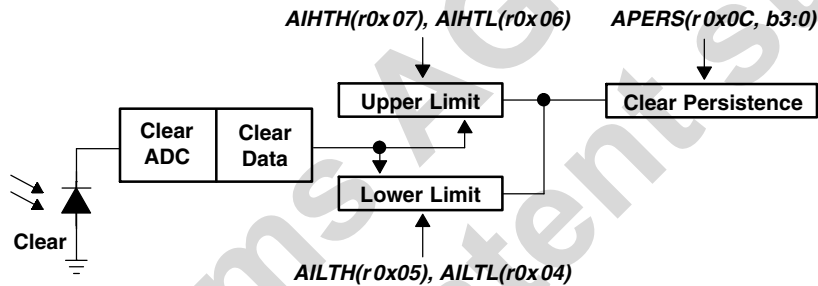 AIHTH(r0x07), AIHTL(r0x06)
APERS(r0x0C, b3:0)
Upper Limit
Clear Persistence
Clear ADC
Clear Data
Lower Limit
Clear
AILTH(r0x05), AILTL(r0x04)